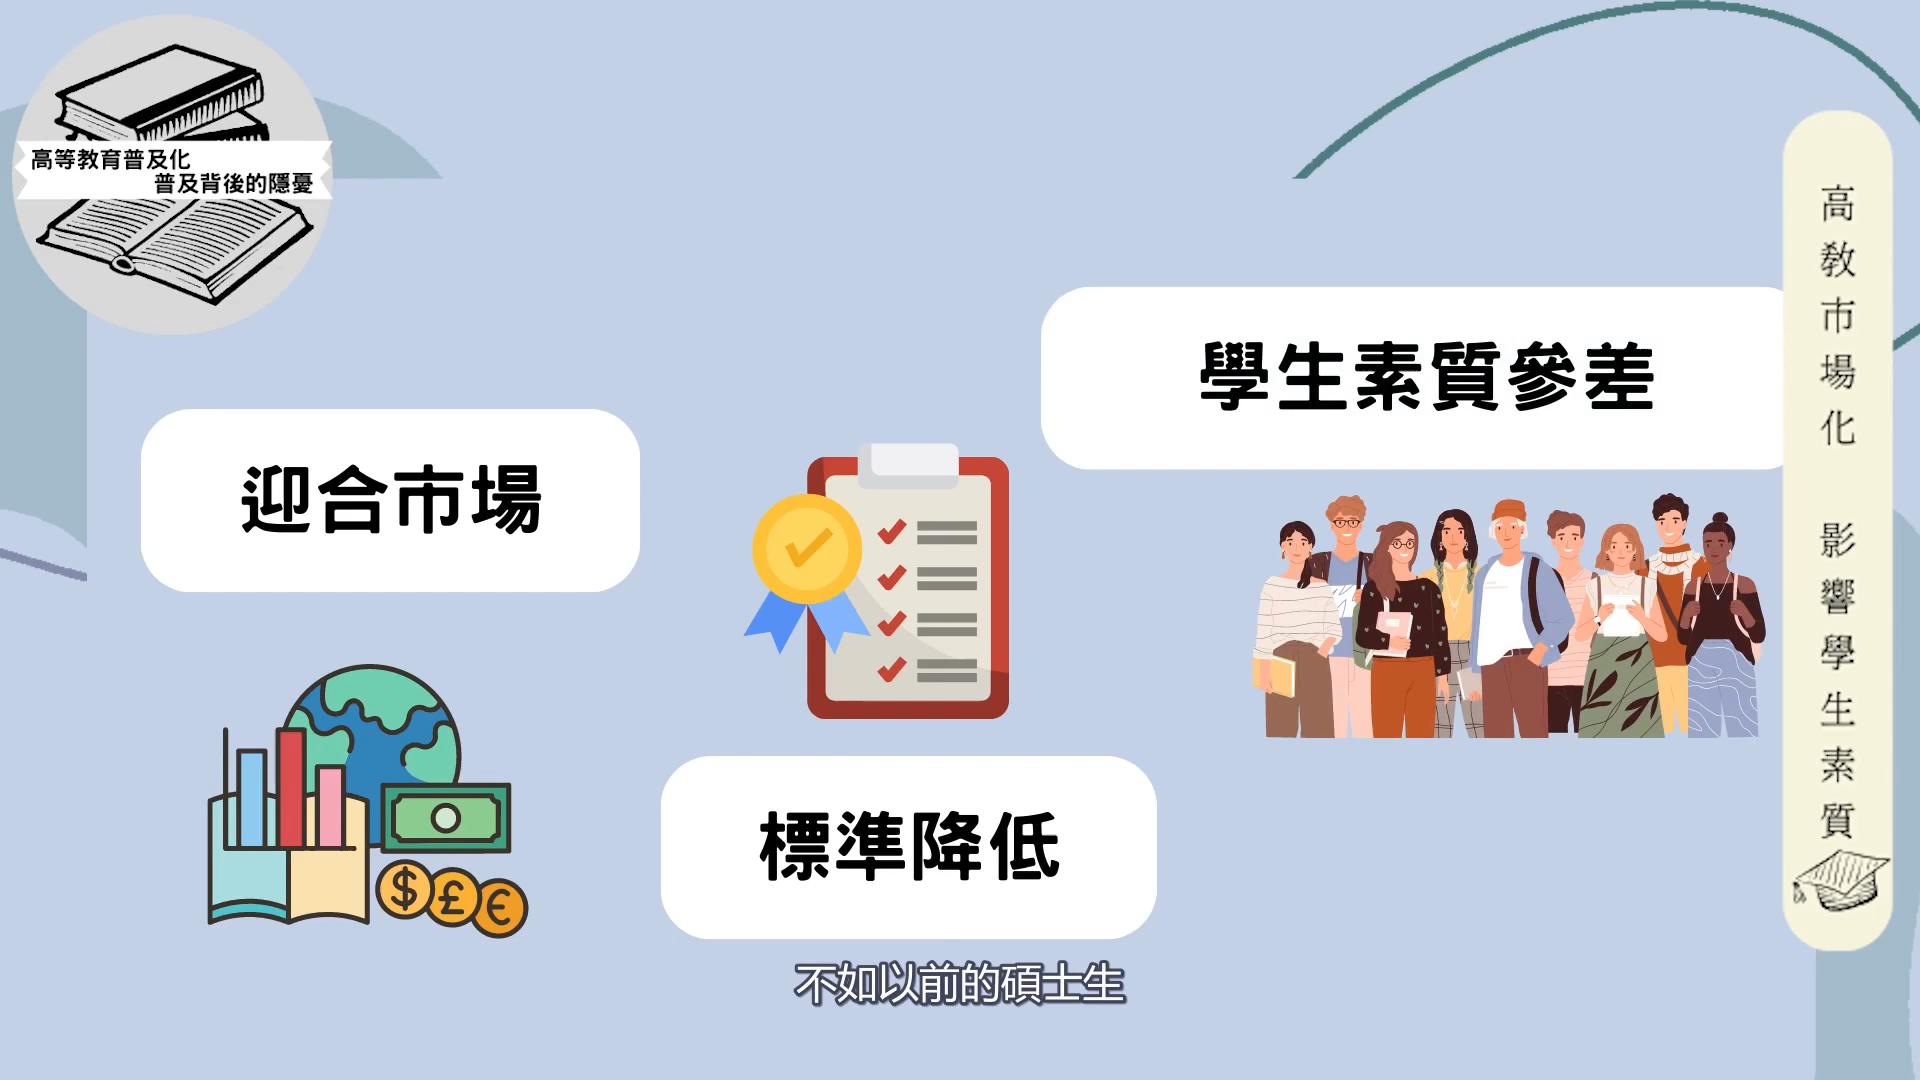 高等教育普及化
普及背後的隱憂
學生素質參差
迎合市場
標準降低
不如以前的碩士生
高教市場化 影響學生素質